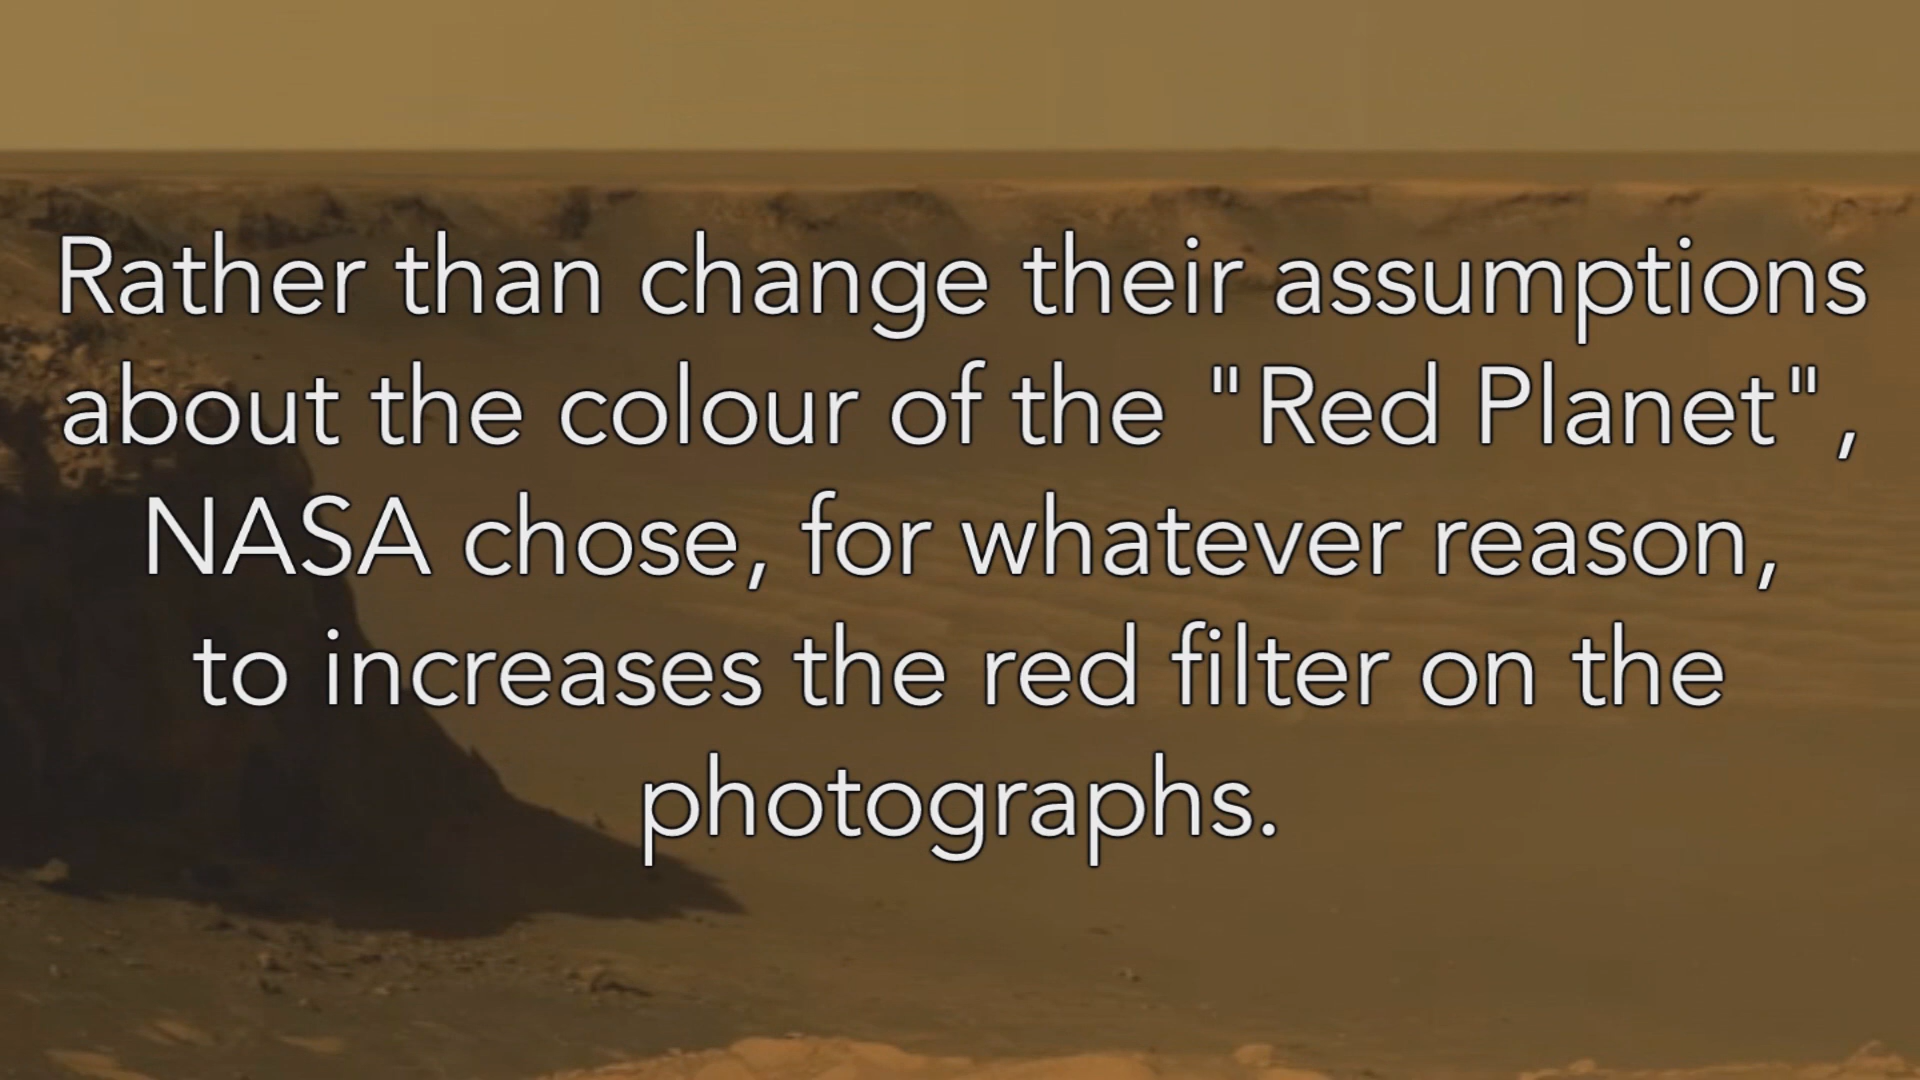 Rather than change their assumptions
about the colour of the "Red Planet",
NASA chose, for whatever reason,
to increases the red filter on the
photographs.